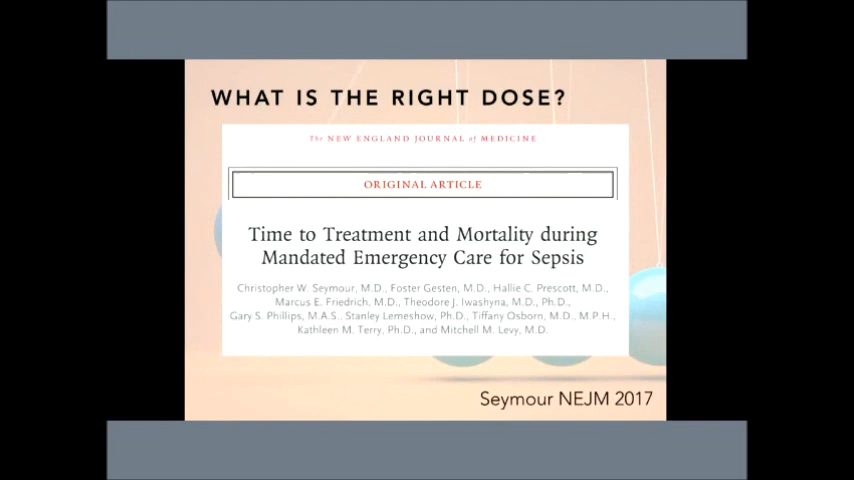 WHAT IS THE RIGHT DOSE?
The NEW ENGLAND JOURNAL of MEDICINE
ORIGINAL ARTICLE
Time to Treatment and Mortality during
Mandated Emergency Care for Sepsis
Christopher W. Seymour, M.D., Foster Gesten, M.D., Hallie C. Prescott, M.D.,
Marcus E. Friedrich, M.D., Theodore J. Iwashyna, M.D., Ph.D.,
Gary S. Phillips, M.A.S., Stanley Lemeshow, Ph.D., Tiffany Osborn, M.D., M.P.H.,
Kathleen M. Terry, Ph.D., and Mitchell M. Levy, M.D.
Seymour NEJM 2017